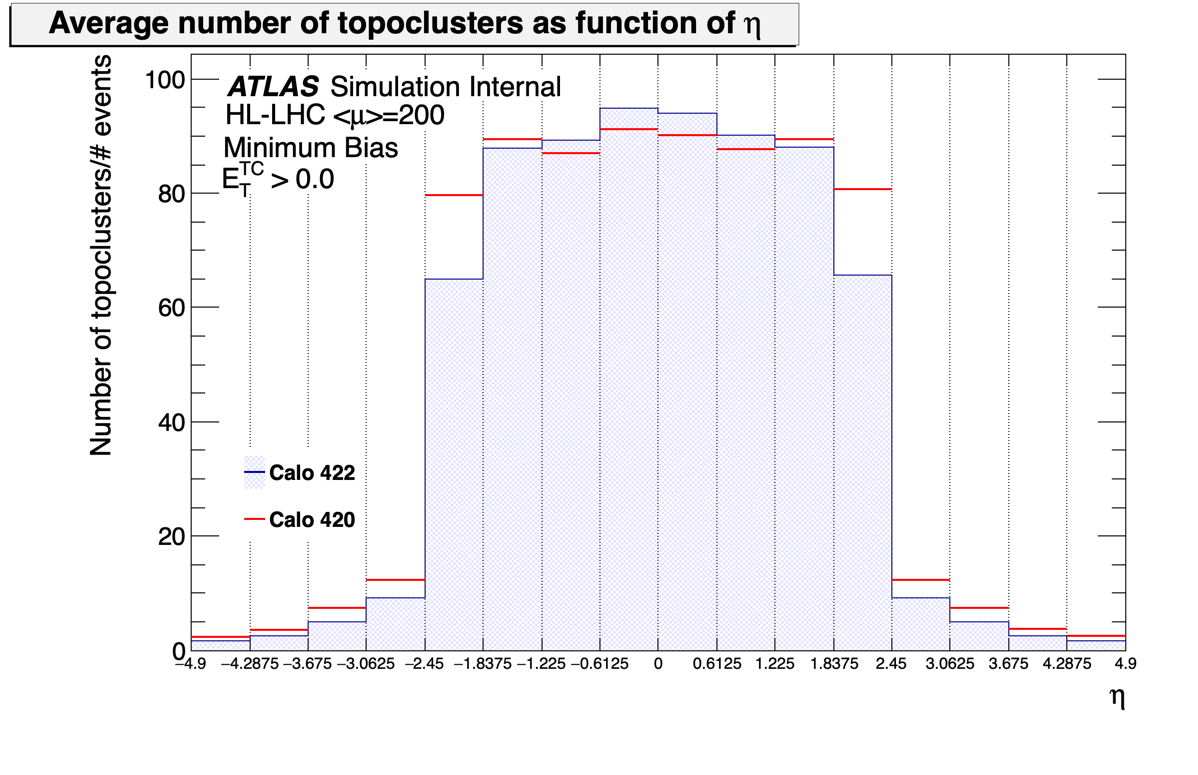 Average number of topoclusters as function of η
Number of topoclusters/# events
ATLAS Simulation Internal
HL-LHC <μ>=200
Minimum Bias
E_T^TC > 0.0
100
80
60
40
20
0
Calo 422
Calo 420
−4.9 −4.2875 −3.675 −3.0625 −2.45 −1.8375 −1.225 −0.6125 0 0.6125 1.225 1.8375 2.45 3.0625 3.675 4.2875 4.9
η